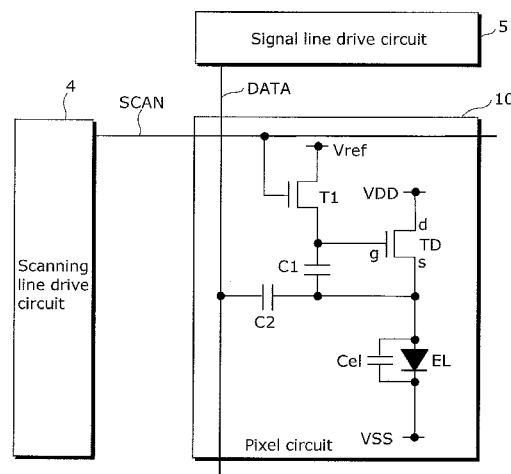 Signal line drive circuit
5
4
SCAN
DATA
10
Vref
T1
VDD
d
g
TD
s
C1
C2
Scanning
line drive
circuit
Cel
EL
VSS
Pixel circuit